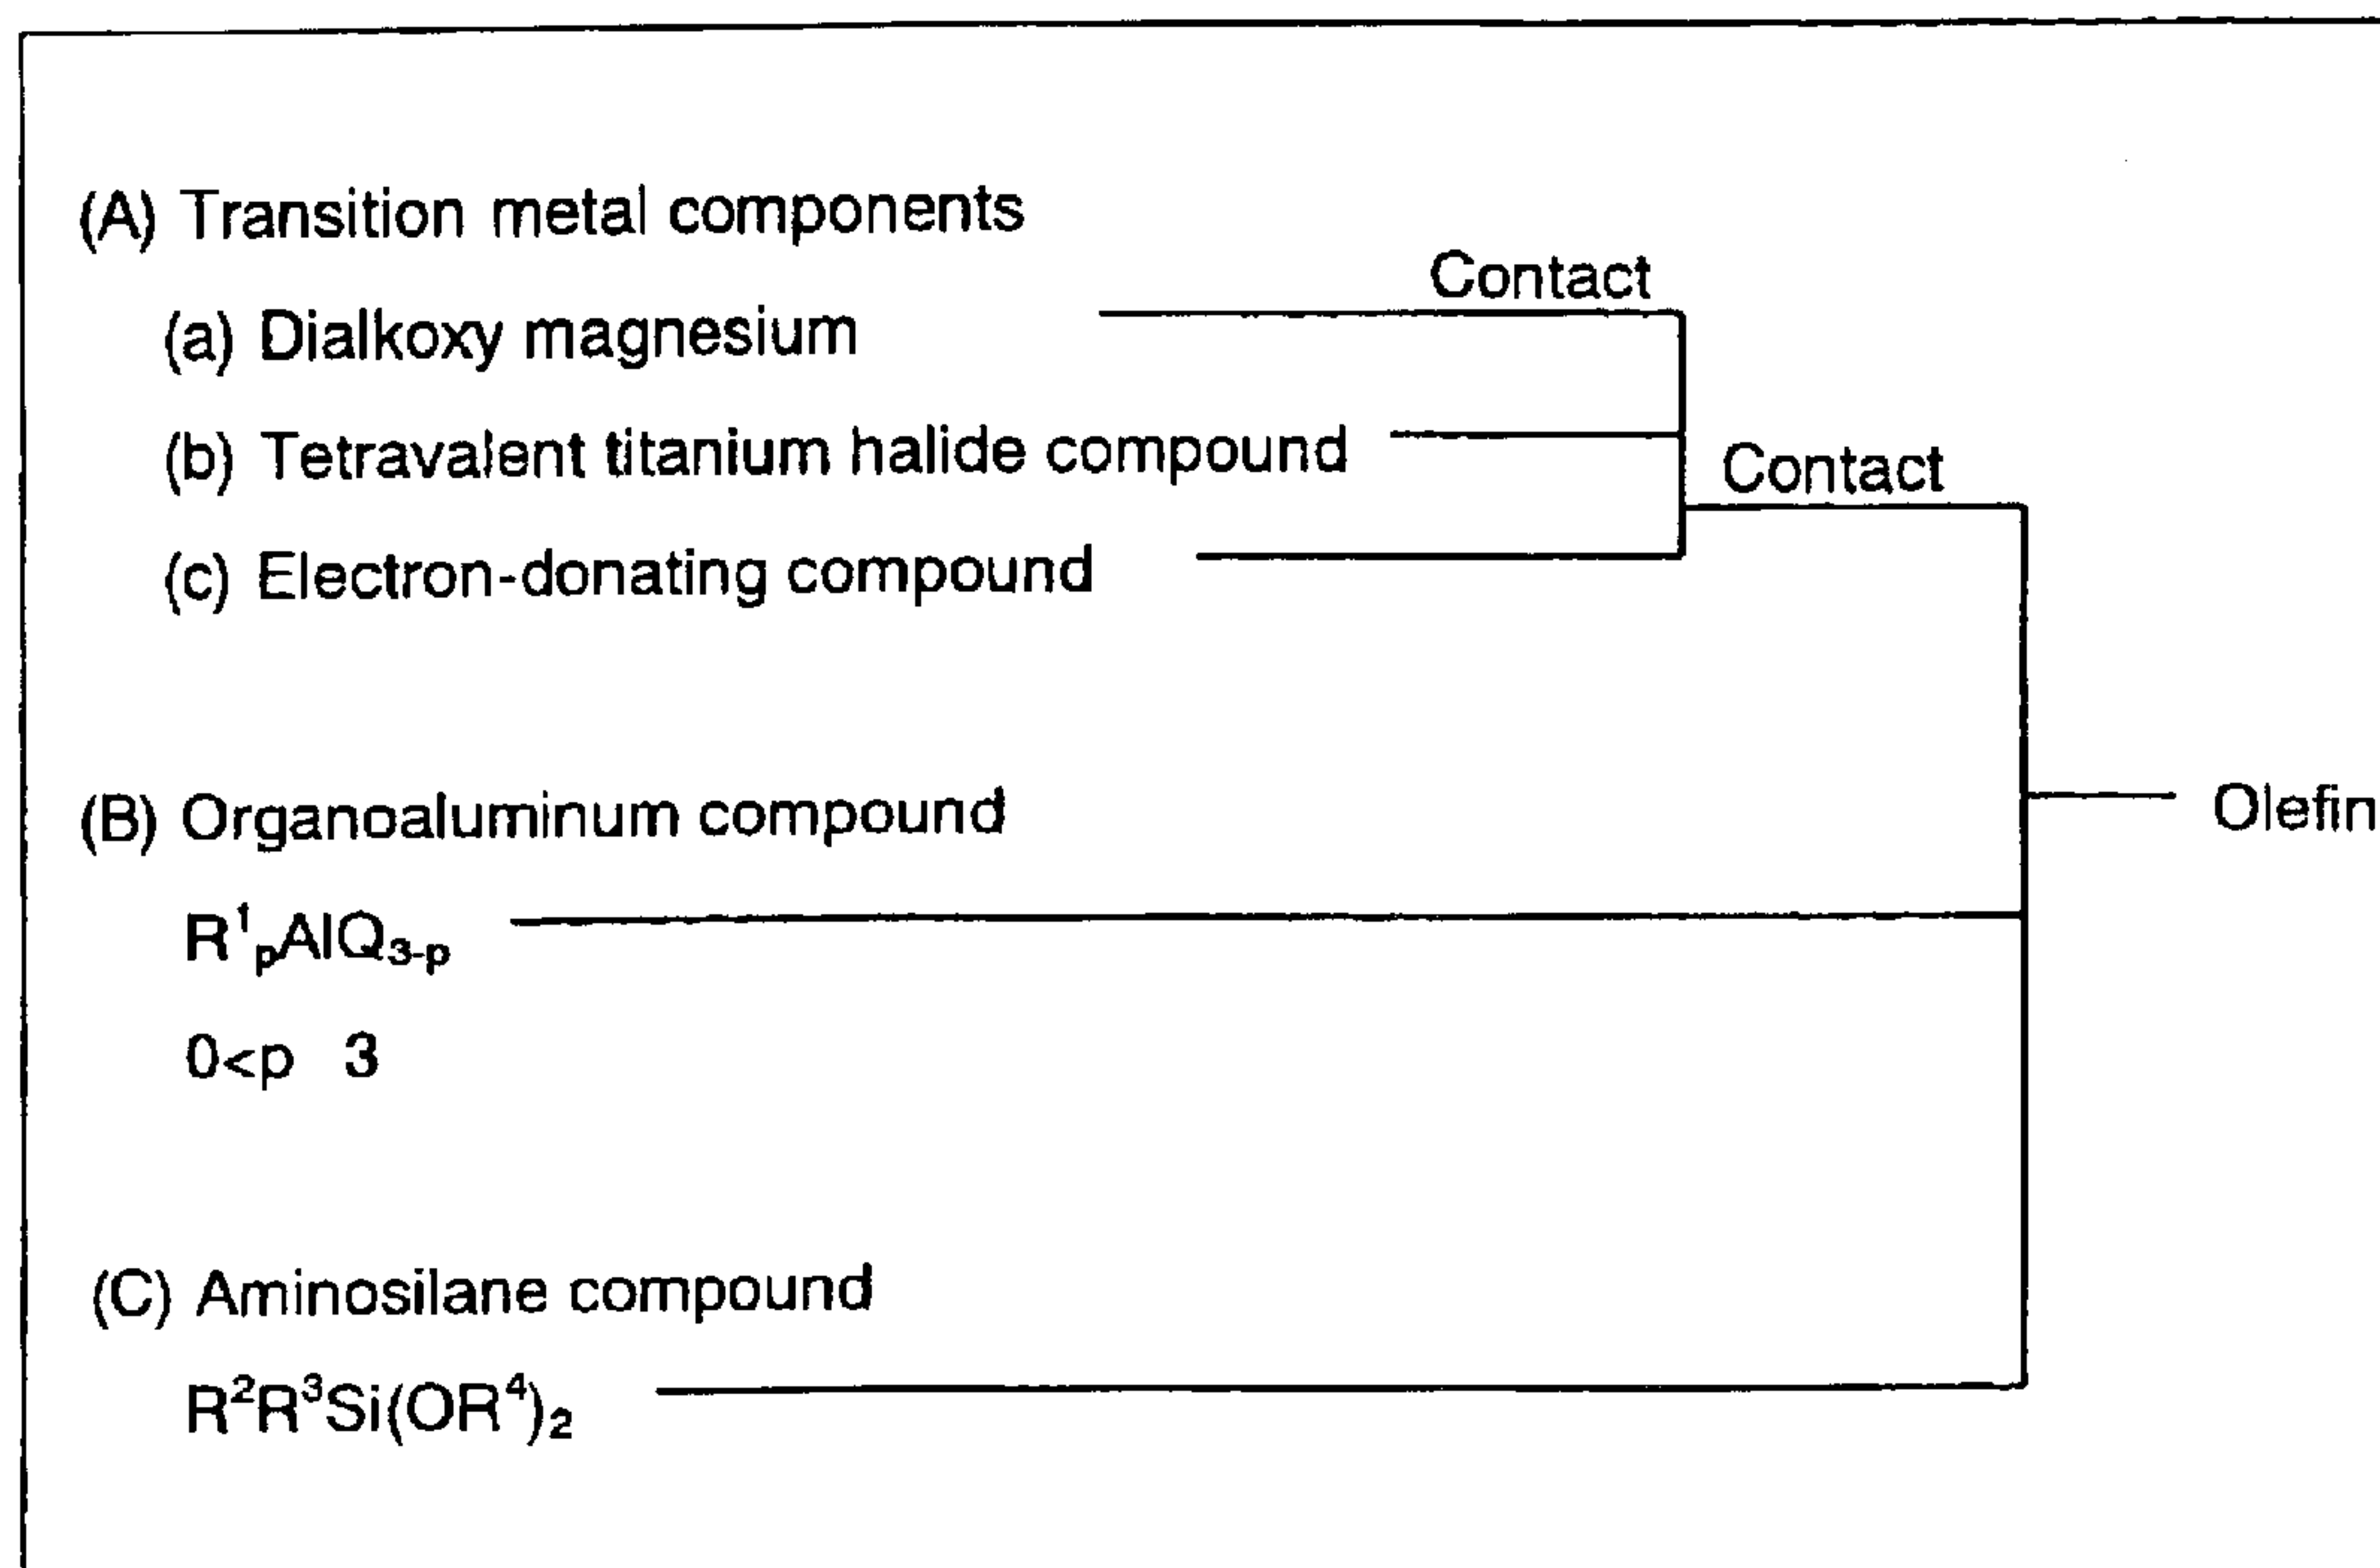 (A) Transition metal components
Contact
(a) Dialkoxy magnesium
(b) Tetravalent titanium halide compound
Contact
(c) Electron-donating compound
(B) Organoaluminum compound
Olefin
R¹ₚAlQ₃₋ₚ
0<p 3
(C) Aminosilane compound
R²R³Si(OR⁴)₂